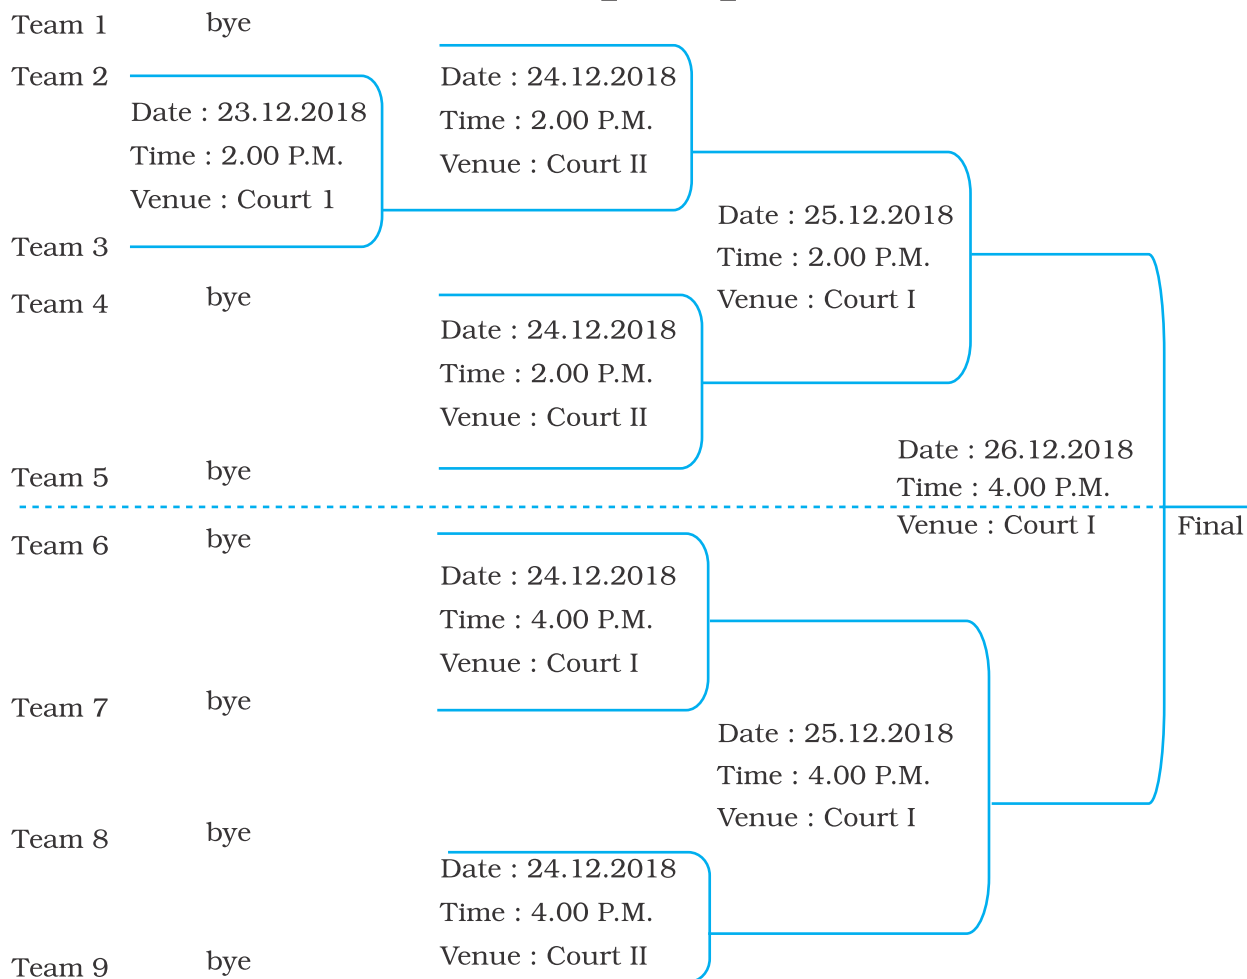 Team 1 bye
Team 2
Date : 23.12.2018
Time : 2.00 P.M.
Venue : Court 1
Team 3
Date : 24.12.2018
Time : 2.00 P.M.
Venue : Court II
Team 4 bye
Date : 24.12.2018
Time : 2.00 P.M.
Venue : Court II
Team 5 bye
Date : 25.12.2018
Time : 2.00 P.M.
Venue : Court I
Date : 26.12.2018
Time : 4.00 P.M.
Venue : Court I
Final
Team 6 bye
Date : 24.12.2018
Time : 4.00 P.M.
Venue : Court I
Team 7 bye
Date : 25.12.2018
Time : 4.00 P.M.
Venue : Court I
Team 8 bye
Date : 24.12.2018
Time : 4.00 P.M.
Venue : Court II
Team 9 bye